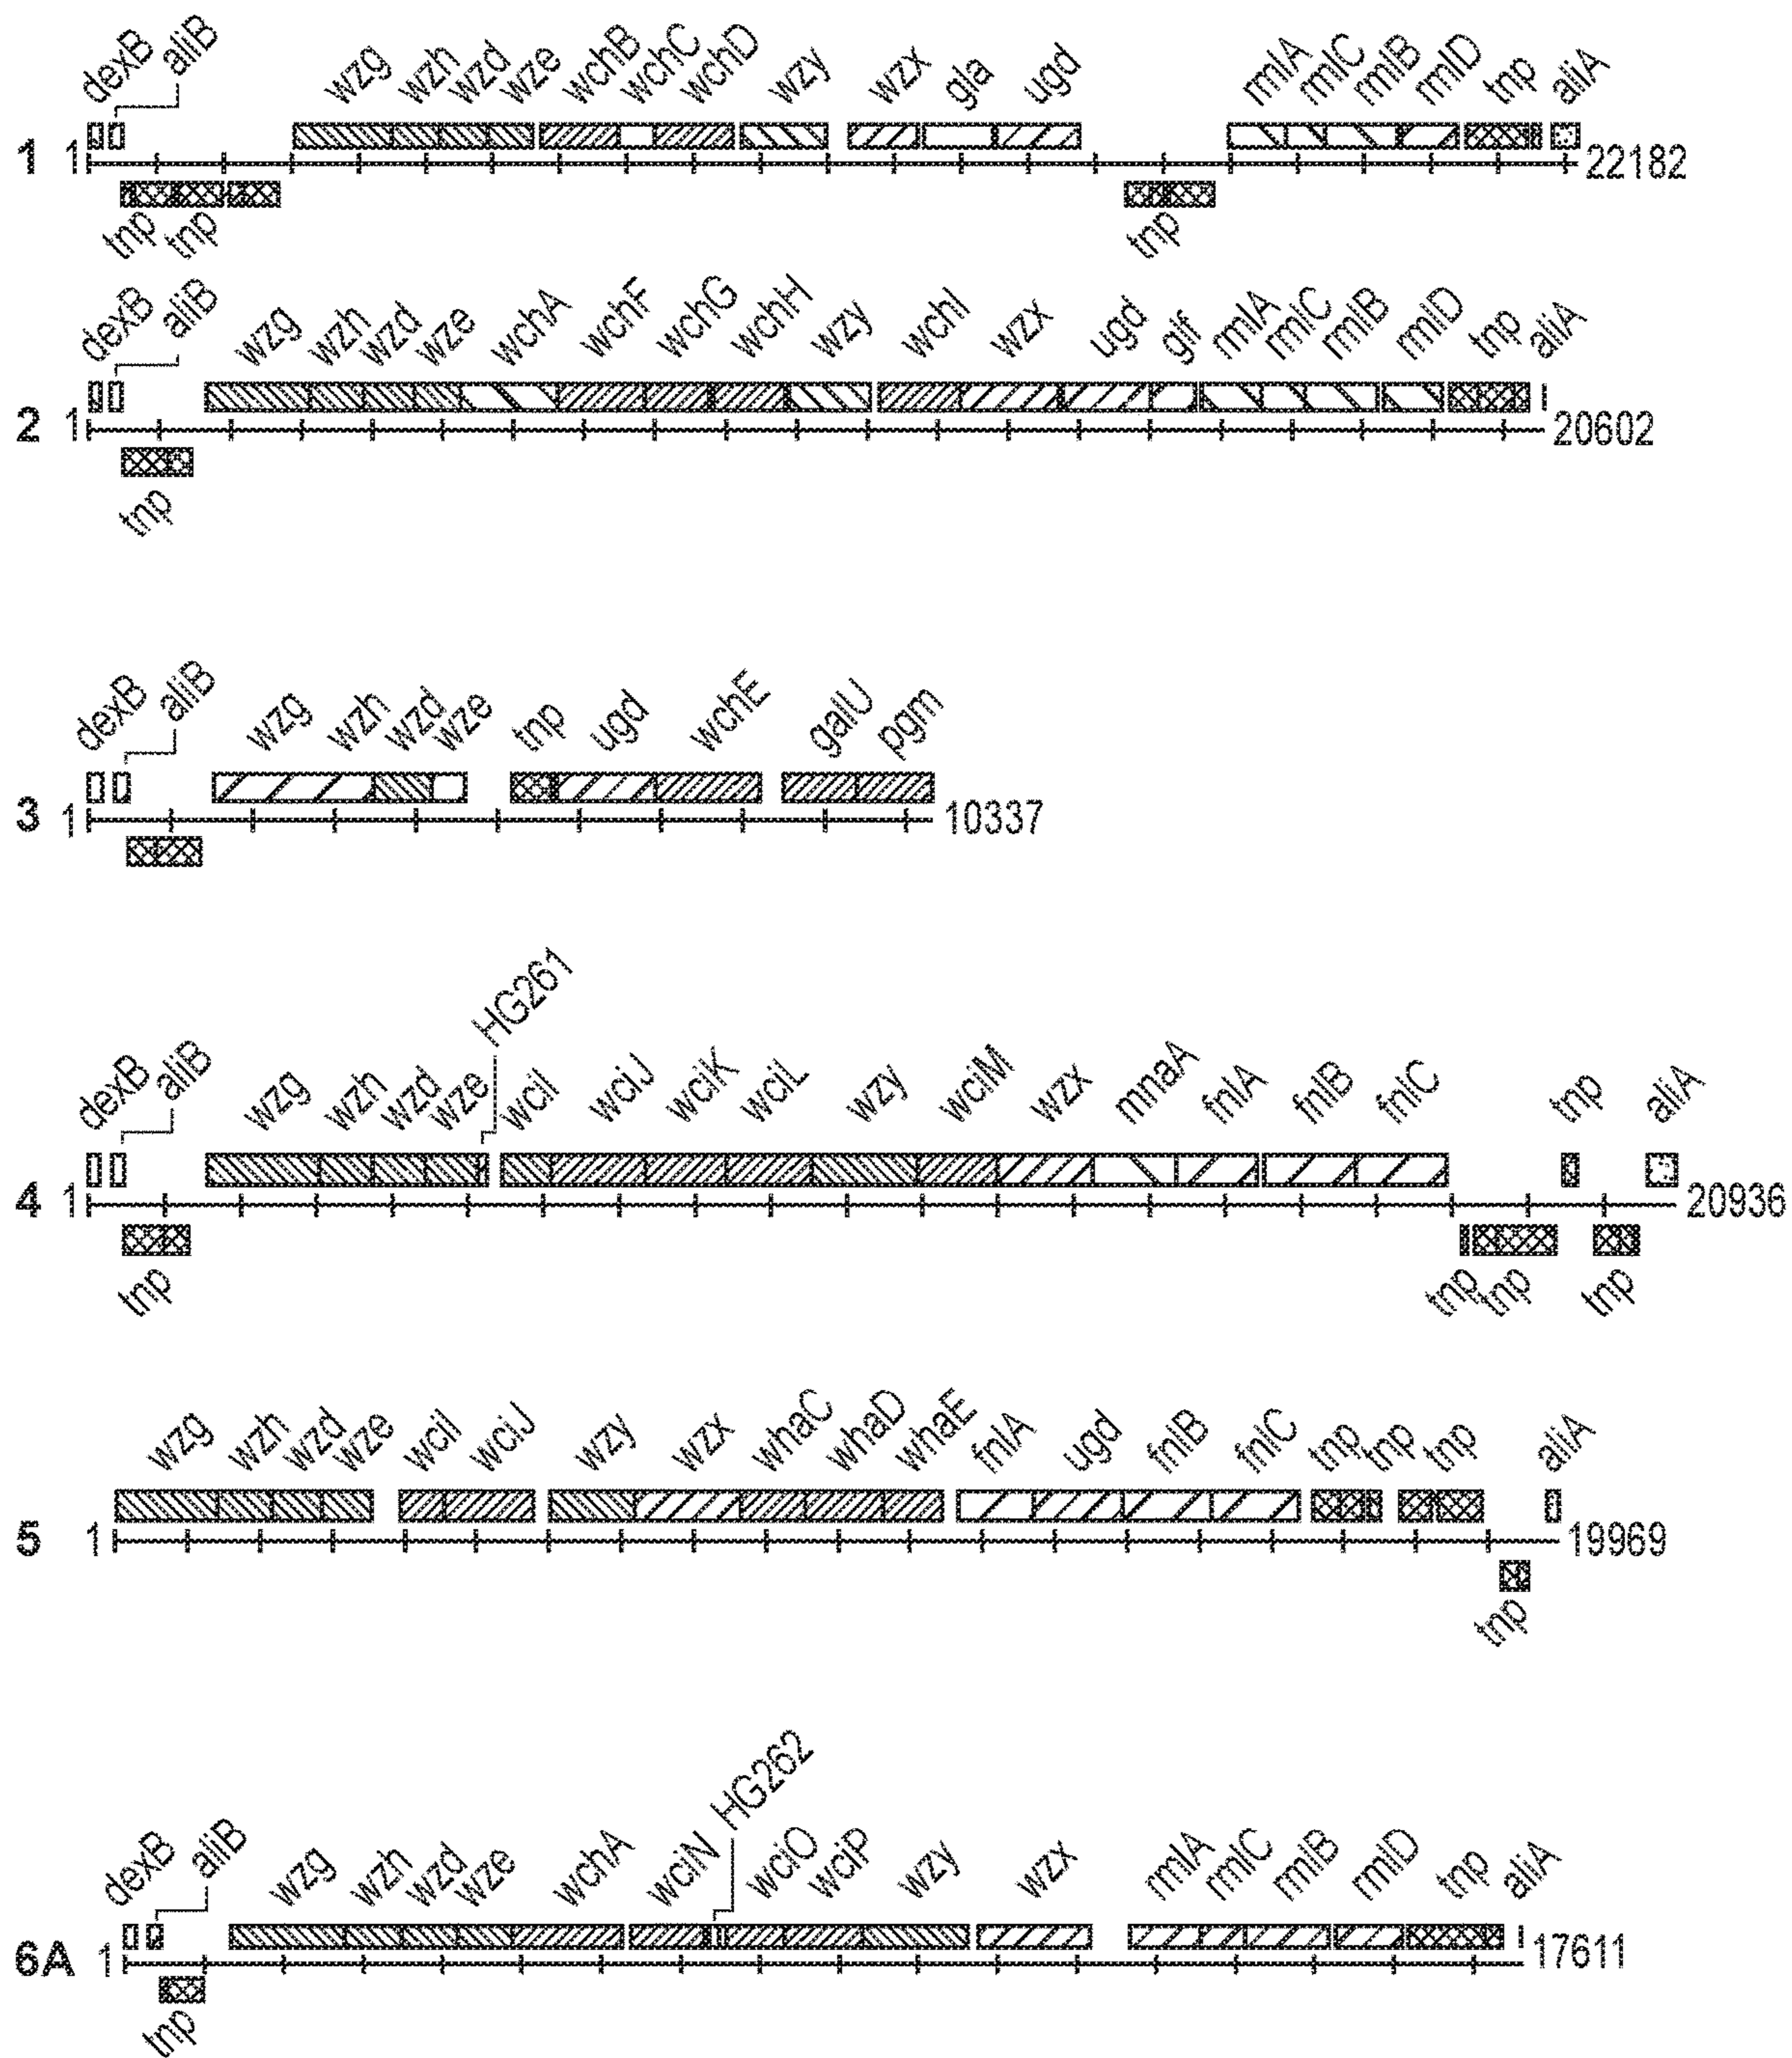 dexB aliB wzg wzh wzd wze wchB wchC wchD wzy wzx gla ugd rmlA rmlC rmlB rmlD tnp aliA
1 1 22182
tnp tnp tnp
dexB aliB wzg wzh wzd wze wchA wchF wchG wchH wzy wchI wzx ugd glf rmlA rmlC rmlB rmlD tnp aliA
2 1 20602
tnp
dexB aliB wzg wzh wzd wze tnp ugd wchE galU pgm
3 1 10337
HG261
dexB aliB wzg wzh wzd wze wciI wciJ wciK wciL wzy wciM wzx mnaA fnlA fnlB fnlC tnp aliA
4 1 20936
tnp tnp tnp tnp
wzg wzh wzd wze wciI wciJ wzy wzx whaC whaD whaE fnlA ugd fnlB fnlC tnp tnp tnp aliA
5 1 19969
tnp
HG262
dexB aliB wzg wzh wzd wze wchA wciN wciO wciP wzy wzx rmlA rmlC rmlB rmlD tnp aliA
6A 1 17611
tnp